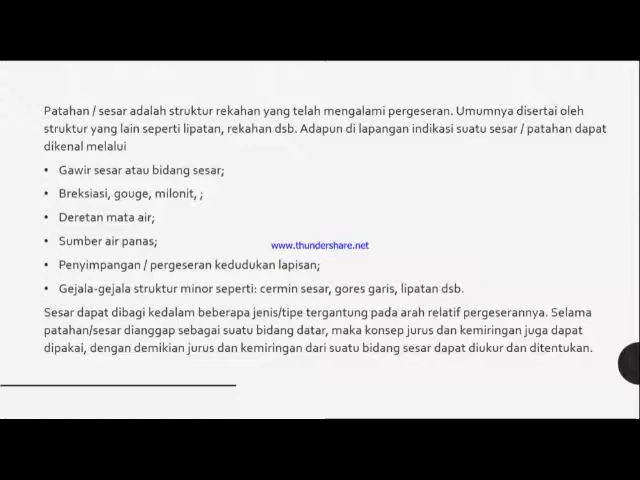 Patahan / sesar adalah struktur rekahan yang telah mengalami pergeseran. Umumnya disertai oleh
struktur yang lain seperti lipatan, rekahan dsb. Adapun di lapangan indikasi suatu sesar / patahan dapat
dikenal melalui
• Gawir sesar atau bidang sesar;
• Breksiasi, gouge, milonit, ;
• Deretan mata air;
• Sumber air panas;
www.thundershare.net
• Penyimpangan / pergeseran kedudukan lapisan;
• Gejala-gejala struktur minor seperti: cermin sesar, gores garis, lipatan dsb.
Sesar dapat dibagi kedalam beberapa jenis/tipe tergantung pada arah relatif pergeserannya. Selama
patahan/sesar dianggap sebagai suatu bidang datar, maka konsep jurus dan kemiringan juga dapat
dipakai, dengan demikian jurus dan kemiringan dari suatu bidang sesar dapat diukur dan ditentukan.